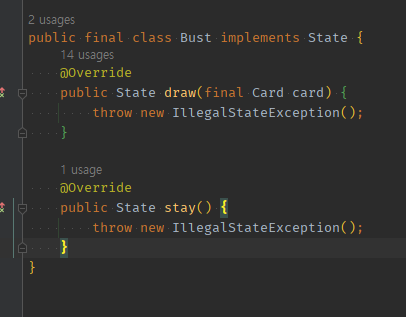 2 usages
public final class Bust implements State {
14 usages
@Override
public State draw(final Card card) {
throw new IllegalStateException();
}
1 usage
@Override
public State stay() {
throw new IllegalStateException();
}
}